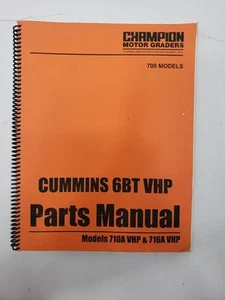 CHAMPION
MOTOR GRADERS
700 MODELS
CUMMINS 6BT VHP
Parts Manual
Models 710A VHP & 716A VHP